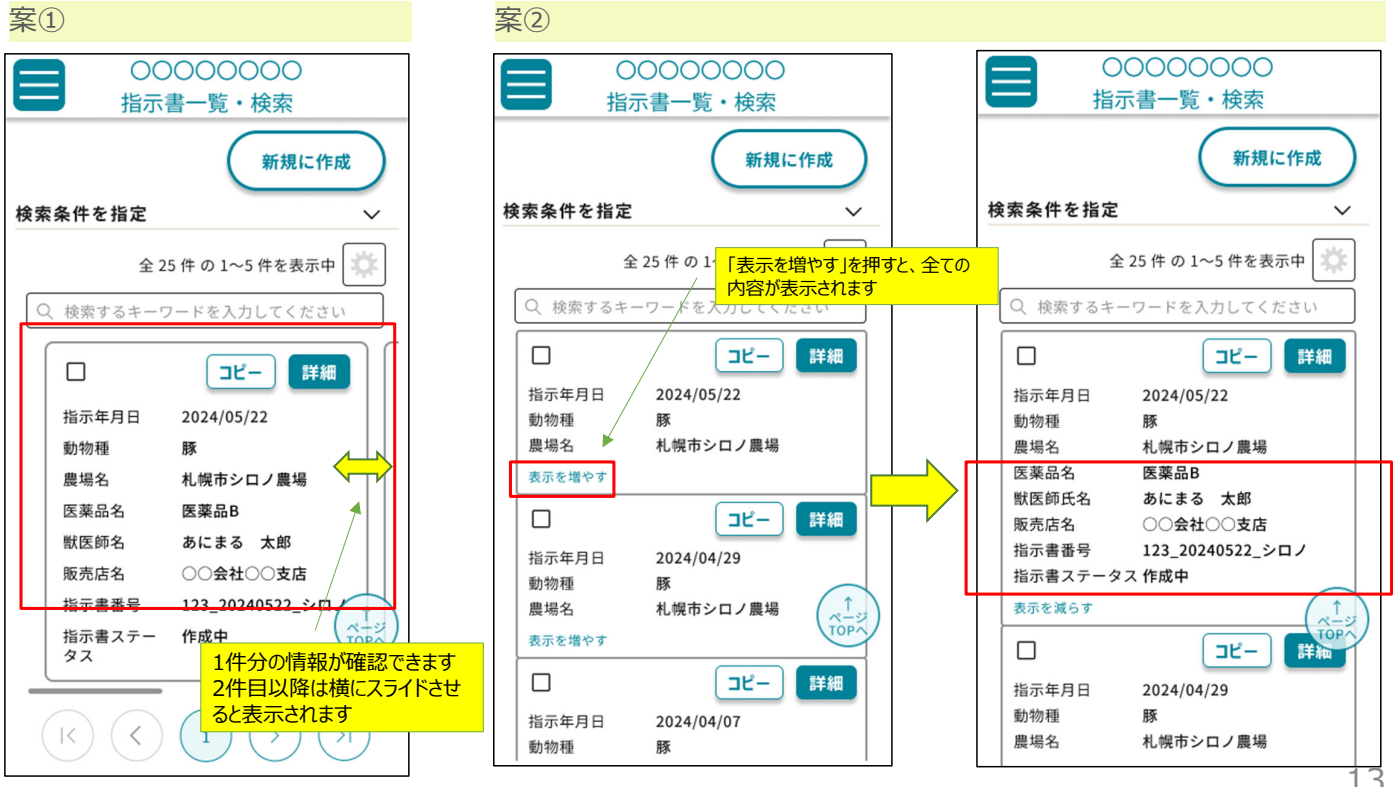 案①
〇〇〇〇〇〇〇〇
指示書一覧・検索
新規に作成
検索条件を指定
全 25 件 の 1～5 件を表示中
検索するキーワードを入力してください
コピー 詳細
指示年月日 2024/05/22
動物種 豚
農場名 札幌市シロノ農場
医薬品名 医薬品B
獣医師名 あにまる 太郎
販売店名 〇〇会社〇〇支店
指示書番号 123_20240522_シロノ
指示書ステー 作成中
タス
↑
ページ
TOPへ
1件分の情報が確認できます
2件目以降は横にスライドさせ
ると表示されます
1
案②
〇〇〇〇〇〇〇〇
指示書一覧・検索
新規に作成
検索条件を指定
全 25 件 の 1
「表示を増やす」を押すと、全ての
内容が表示されます
検索するキーワードを入力してください
コピー 詳細
指示年月日 2024/05/22
動物種 豚
農場名 札幌市シロノ農場
表示を増やす
コピー 詳細
指示年月日 2024/04/29
動物種 豚
農場名 札幌市シロノ農場
表示を増やす
↑
ページ
TOPへ
コピー 詳細
指示年月日 2024/04/07
動物種 豚
〇〇〇〇〇〇〇〇
指示書一覧・検索
新規に作成
検索条件を指定
全 25 件 の 1～5 件を表示中
検索するキーワードを入力してください
コピー 詳細
指示年月日 2024/05/22
動物種 豚
農場名 札幌市シロノ農場
医薬品名 医薬品B
獣医師氏名 あにまる 太郎
販売店名 〇〇会社〇〇支店
指示書番号 123_20240522_シロノ
指示書ステータス 作成中
表示を減らす
↑
ページ
TOPへ
コピー 詳細
指示年月日 2024/04/29
動物種 豚
農場名 札幌市シロノ農場
13